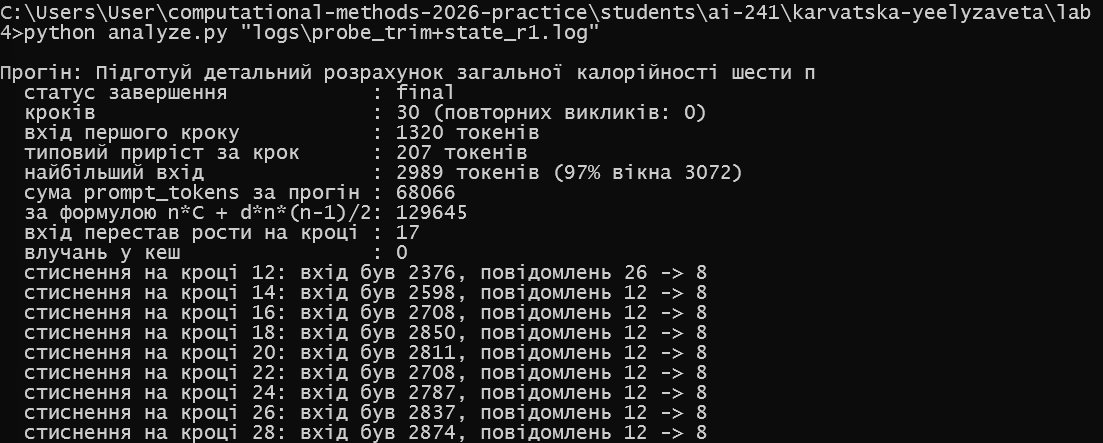 C:\Users\User\computational-methods-2026-practice\students\ai-241\karvatska-yeelyzaveta\lab
4>python analyze.py "logs\probe_trim+state_r1.log"
Прогін: Підготуй детальний розрахунок загальної калорійності шести п
статус завершення : final
кроків : 30 (повторних викликів: 0)
вхід першого кроку : 1320 токенів
типовий приріст за крок : 207 токенів
найбільший вхід : 2989 токенів (97% вікна 3072)
сума prompt_tokens за прогін : 68066
за формулою n*C + d*n*(n-1)/2: 129645
вхід перестав рости на кроці : 17
влучань у кеш : 0
стиснення на кроці 12: вхід був 2376, повідомлень 26 -> 8
стиснення на кроці 14: вхід був 2598, повідомлень 12 -> 8
стиснення на кроці 16: вхід був 2708, повідомлень 12 -> 8
стиснення на кроці 18: вхід був 2850, повідомлень 12 -> 8
стиснення на кроці 20: вхід був 2811, повідомлень 12 -> 8
стиснення на кроці 22: вхід був 2708, повідомлень 12 -> 8
стиснення на кроці 24: вхід був 2787, повідомлень 12 -> 8
стиснення на кроці 26: вхід був 2837, повідомлень 12 -> 8
стиснення на кроці 28: вхід був 2874, повідомлень 12 -> 8